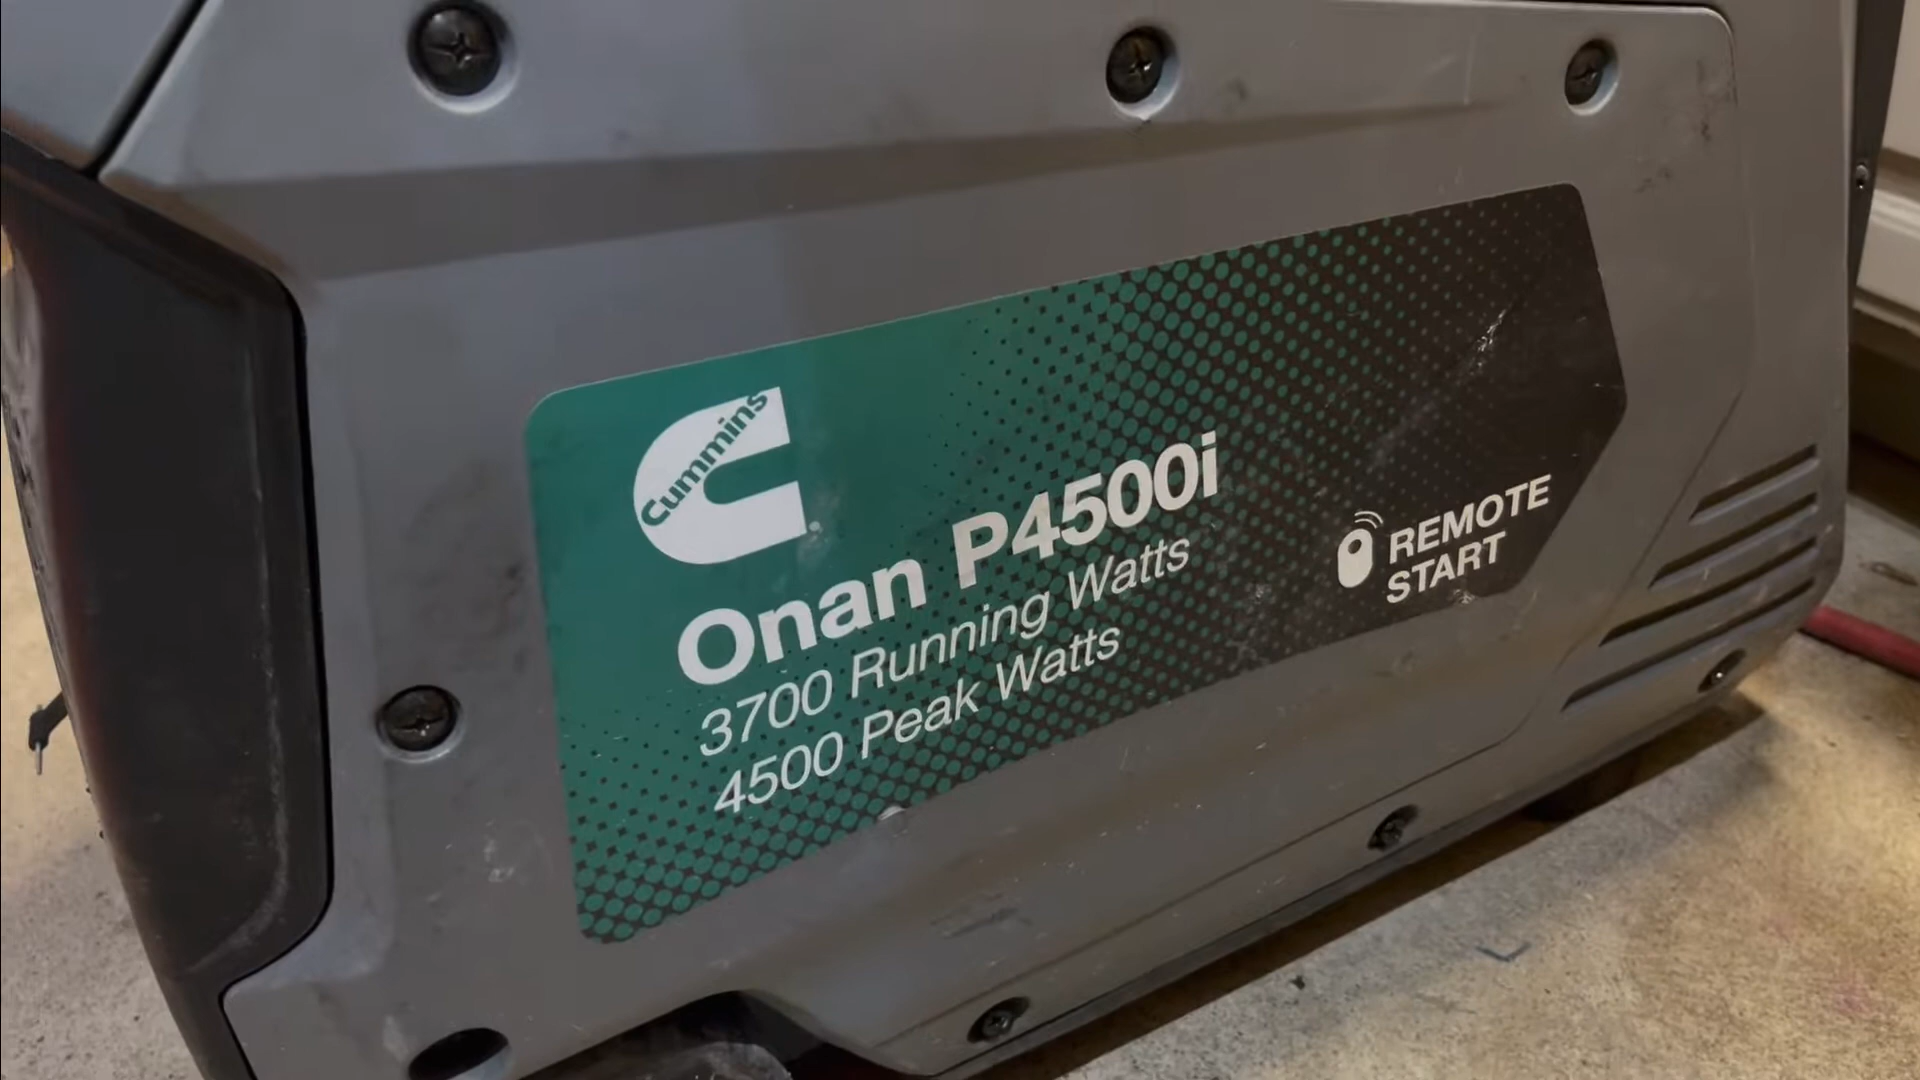 Cummins
Onan P4500i
3700 Running Watts
4500 Peak Watts
REMOTE
START